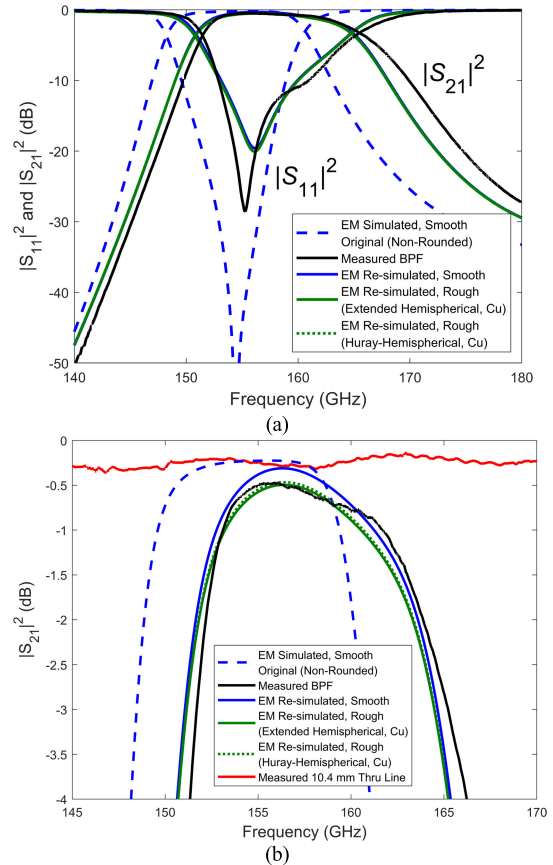 0
-10
-20
-30
-40
-50
|S11|² and |S21|² (dB)
|S21|²
|S11|²
EM Simulated, Smooth
Original (Non-Rounded)
Measured BPF
EM Re-simulated, Smooth
EM Re-simulated, Rough
(Extended Hemispherical, Cu)
EM Re-simulated, Rough
(Huray-Hemispherical, Cu)
140 150 160 170 180
Frequency (GHz)
(a)
0
-0.5
-1
-1.5
-2
-2.5
-3
-3.5
-4
|S21|² (dB)
EM Simulated, Smooth
Original (Non-Rounded)
Measured BPF
EM Re-simulated, Smooth
EM Re-simulated, Rough
(Extended Hemispherical, Cu)
EM Re-simulated, Rough
(Huray-Hemispherical, Cu)
Measured 10.4 mm Thru Line
145 150 155 160 165 170
Frequency (GHz)
(b)